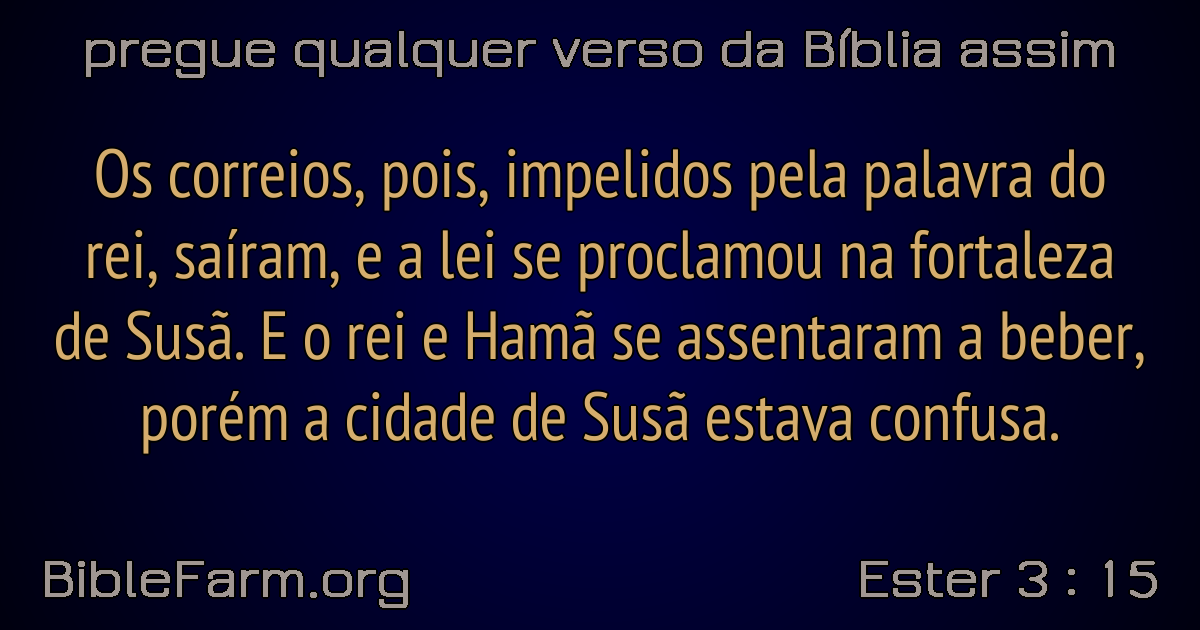 pregue qualquer verso da Bíblia assim
Os correios, pois, impelidos pela palavra do
rei, saíram, e a lei se proclamou na fortaleza
de Susã. E o rei e Hamã se assentaram a beber,
porém a cidade de Susã estava confusa.
BibleFarm.org
Ester 3 : 15